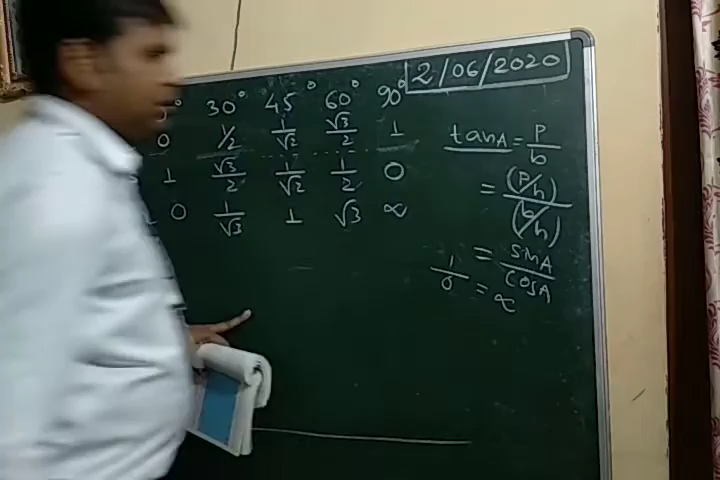 2/06/2020
0° 30° 45° 60° 90°
0 1/2 1/√2 √3/2 1
1 √3/2 1/√2 1/2 0
0 1/√3 1 √3 ∞
tanA = P/b
= (P/h)/(b/h)
= SinA/CosA
1/0 = ∞